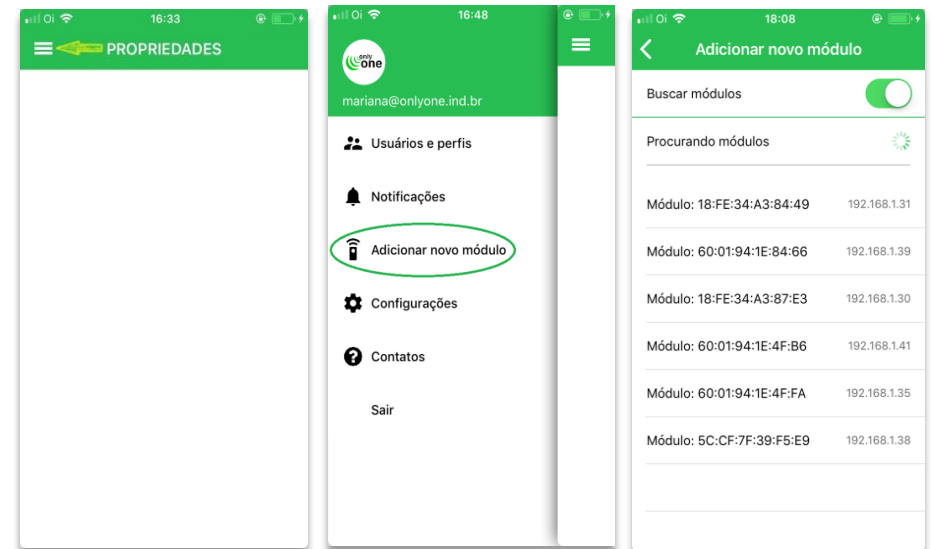 Oi 16:33
PROPRIEDADES
Oi 16:48
only
one
mariana@onlyone.ind.br
Usuários e perfis
Notificações
Adicionar novo módulo
Configurações
Contatos
Sair
Oi 18:08
Adicionar novo módulo
Buscar módulos
Procurando módulos
Módulo: 18:FE:34:A3:84:49 192.168.1.31
Módulo: 60:01:94:1E:84:66 192.168.1.39
Módulo: 18:FE:34:A3:87:E3 192.168.1.30
Módulo: 60:01:94:1E:4F:B6 192.168.1.41
Módulo: 60:01:94:1E:4F:FA 192.168.1.35
Módulo: 5C:CF:7F:39:F5:E9 192.168.1.38